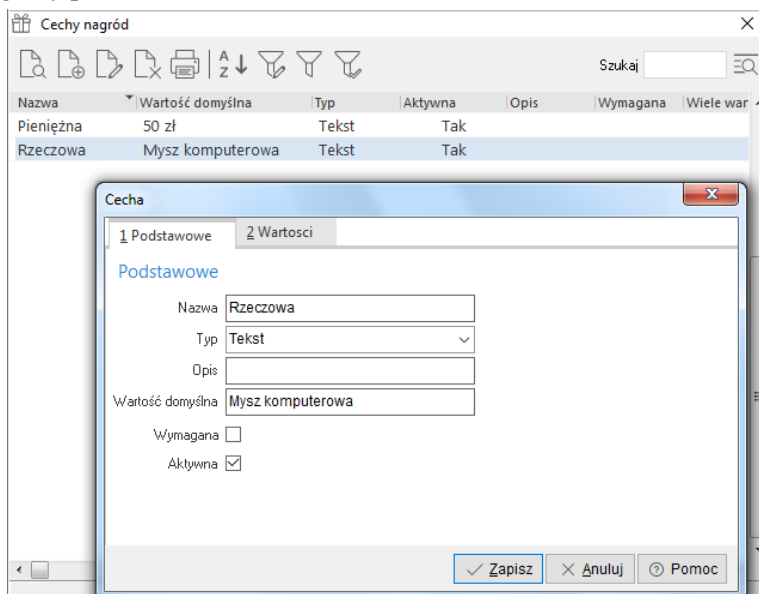 Cechy nagród
A
Z
Szukaj
Nazwa Wartość domyślna Typ Aktywna Opis Wymagana Wiele war
Pieniężna 50 zł Tekst Tak
Rzeczowa Mysz komputerowa Tekst Tak
Cecha
1 Podstawowe 2 Wartosci
Podstawowe
Nazwa Rzeczowa
Typ Tekst
Opis
Wartość domyślna Mysz komputerowa
Wymagana
Aktywna
Zapisz Anuluj Pomoc